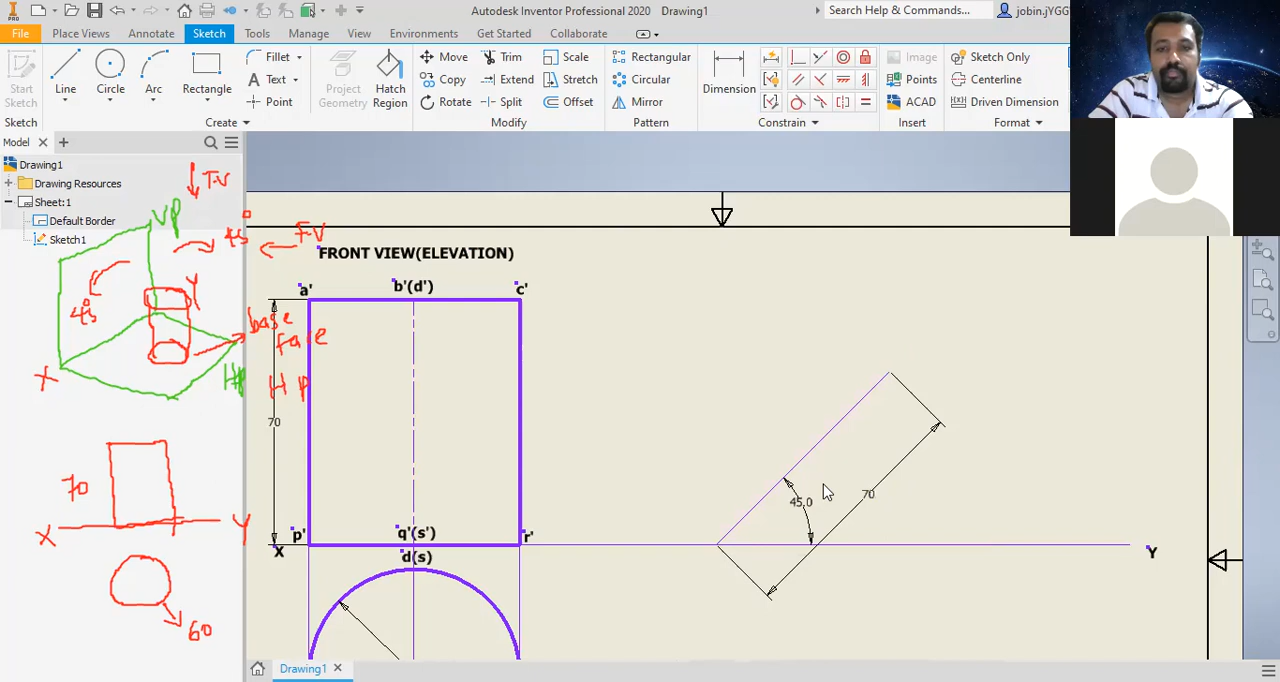 Autodesk Inventor Professional 2020 Drawing1
Search Help & Commands...
jobin.jYGG
PRO
File Place Views Annotate Sketch Tools Manage View Environments Get Started Collaborate
Start Sketch
Line
Circle
Arc
Rectangle
Fillet
Text
Point
Project Geometry
Hatch Region
Move
Copy
Rotate
Trim
Extend
Split
Scale
Stretch
Offset
Rectangular
Circular
Mirror
Dimension
Image
Points
ACAD
Sketch Only
Centerline
Driven Dimension
Sketch Create Modify Pattern Constrain Insert Format
Model
Drawing1
Drawing Resources
Sheet:1
Default Border
Sketch1
T.V
VP
45°
F.V
Y
45°
base
face
X
HP
HP
70
X Y
60
FRONT VIEW(ELEVATION)
a' b'(d') c'
70
45.0
70
p' q'(s') r'
X d(s) Y
Drawing1